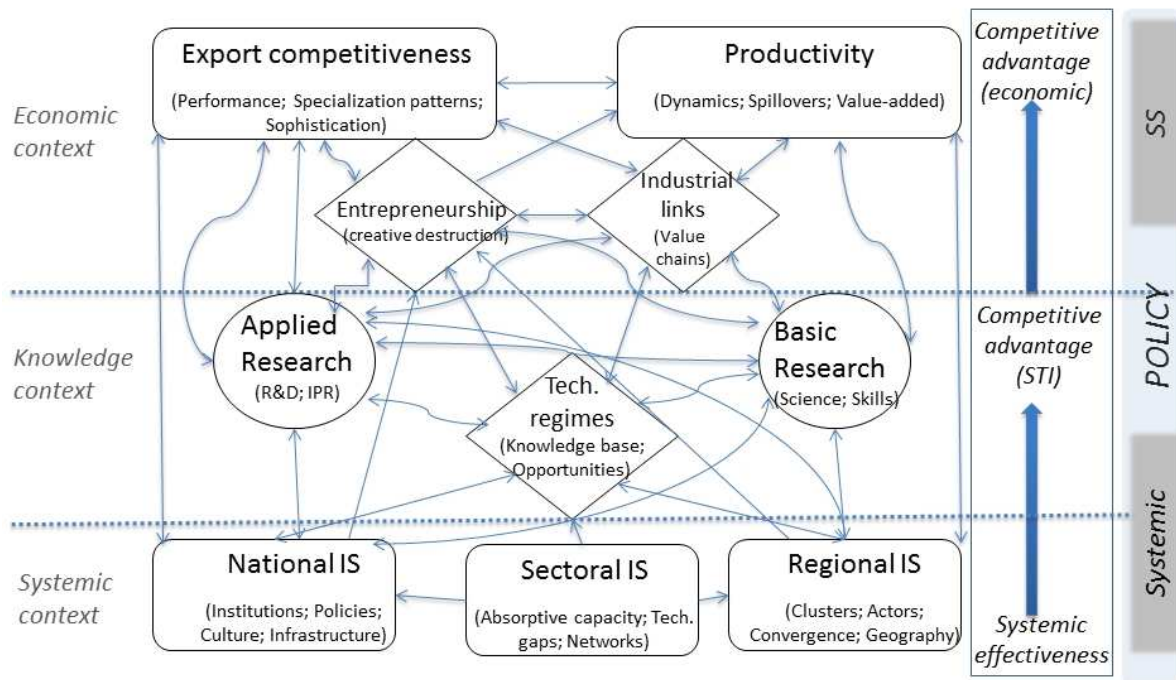 Export competitiveness
(Performance; Specialization patterns;
Sophistication)
Productivity
(Dynamics; Spillovers; Value-added)
Competitive
advantage
(economic)
SS
Economic
context
Entrepreneurship
(creative destruction)
Industrial
links
(Value
chains)
POLICY
Knowledge
context
Applied
Research
(R&D; IPR)
Tech.
regimes
(Knowledge base;
Opportunities)
Basic
Research
(Science; Skills)
Competitive
advantage
(STI)
Systemic
context
National IS
(Institutions; Policies;
Culture; Infrastructure)
Sectoral IS
(Absorptive capacity; Tech.
gaps; Networks)
Regional IS
(Clusters; Actors;
Convergence; Geography)
Systemic
effectiveness
Systemic